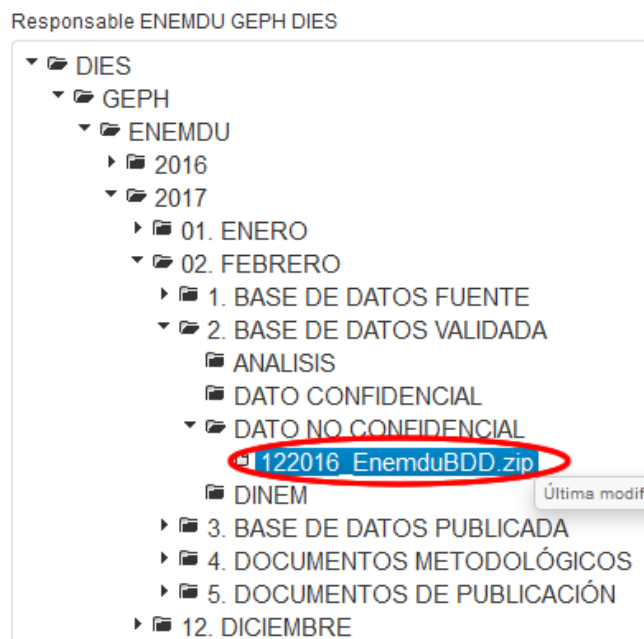 Responsable ENEMDU GEPH DIES
DIES
GEPH
ENEMDU
2016
2017
01. ENERO
02. FEBRERO
1. BASE DE DATOS FUENTE
2. BASE DE DATOS VALIDADA
ANALISIS
DATO CONFIDENCIAL
DATO NO CONFIDENCIAL
122016_EnemduBDD.zip
DINEM
Última modif
3. BASE DE DATOS PUBLICADA
4. DOCUMENTOS METODOLÓGICOS
5. DOCUMENTOS DE PUBLICACIÓN
12. DICIEMBRE